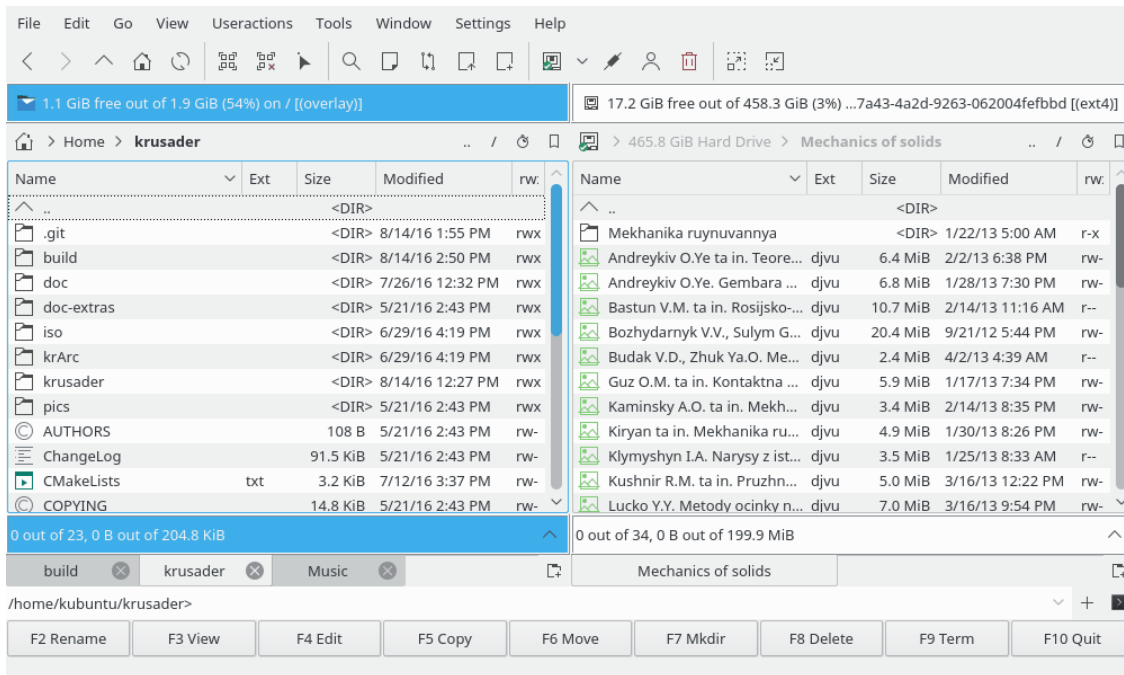 File Edit Go View Useractions Tools Window Settings Help
1.1 GiB free out of 1.9 GiB (54%) on / [(overlay)]
17.2 GiB free out of 458.3 GiB (3%) ...7a43-4a2d-9263-062004fefbbd [(ext4)]
> Home > krusader .. /
> 465.8 GiB Hard Drive > Mechanics of solids .. /
Name Ext Size Modified rw:
.. <DIR>
.git <DIR> 8/14/16 1:55 PM rwx
build <DIR> 8/14/16 2:50 PM rwx
doc <DIR> 7/26/16 12:32 PM rwx
doc-extras <DIR> 5/21/16 2:43 PM rwx
iso <DIR> 6/29/16 4:19 PM rwx
krArc <DIR> 6/29/16 4:19 PM rwx
krusader <DIR> 8/14/16 12:27 PM rwx
pics <DIR> 5/21/16 2:43 PM rwx
AUTHORS 108 B 5/21/16 2:43 PM rw-
ChangeLog 91.5 KiB 5/21/16 2:43 PM rw-
CMakeLists txt 3.2 KiB 7/12/16 3:37 PM rw-
COPYING 14.8 KiB 5/21/16 2:43 PM rw-
Name Ext Size Modified rw:
.. <DIR>
Mekhanika ruynuvannya <DIR> 1/22/13 5:00 AM r-x
Andreykiv O.Ye ta in. Teore... djvu 6.4 MiB 2/2/13 6:38 PM rw-
Andreykiv O.Ye. Gembara ... djvu 6.8 MiB 1/28/13 7:30 PM rw-
Bastun V.M. ta in. Rosijsko-... djvu 10.7 MiB 2/14/13 11:16 AM r--
Bozhydarnyk V.V., Sulym G... djvu 20.4 MiB 9/21/12 5:44 PM rw-
Budak V.D., Zhuk Ya.O. Me... djvu 2.4 MiB 4/2/13 4:39 AM r--
Guz O.M. ta in. Kontaktna ... djvu 5.9 MiB 1/17/13 7:34 PM rw-
Kaminsky A.O. ta in. Mekh... djvu 3.4 MiB 2/14/13 8:35 PM rw-
Kiryan ta in. Mekhanika ru... djvu 4.9 MiB 1/30/13 8:26 PM rw-
Klymyshyn I.A. Narysy z ist... djvu 3.5 MiB 1/25/13 8:33 AM r--
Kushnir R.M. ta in. Pruzhn... djvu 5.0 MiB 3/16/13 12:22 PM rw-
Lucko Y.Y. Metody ocinky n... djvu 7.0 MiB 3/16/13 9:54 PM rw-
0 out of 23, 0 B out of 204.8 KiB
0 out of 34, 0 B out of 199.9 MiB
build krusader Music
Mechanics of solids
/home/kubuntu/krusader>
F2 Rename F3 View F4 Edit F5 Copy F6 Move F7 Mkdir F8 Delete F9 Term F10 Quit